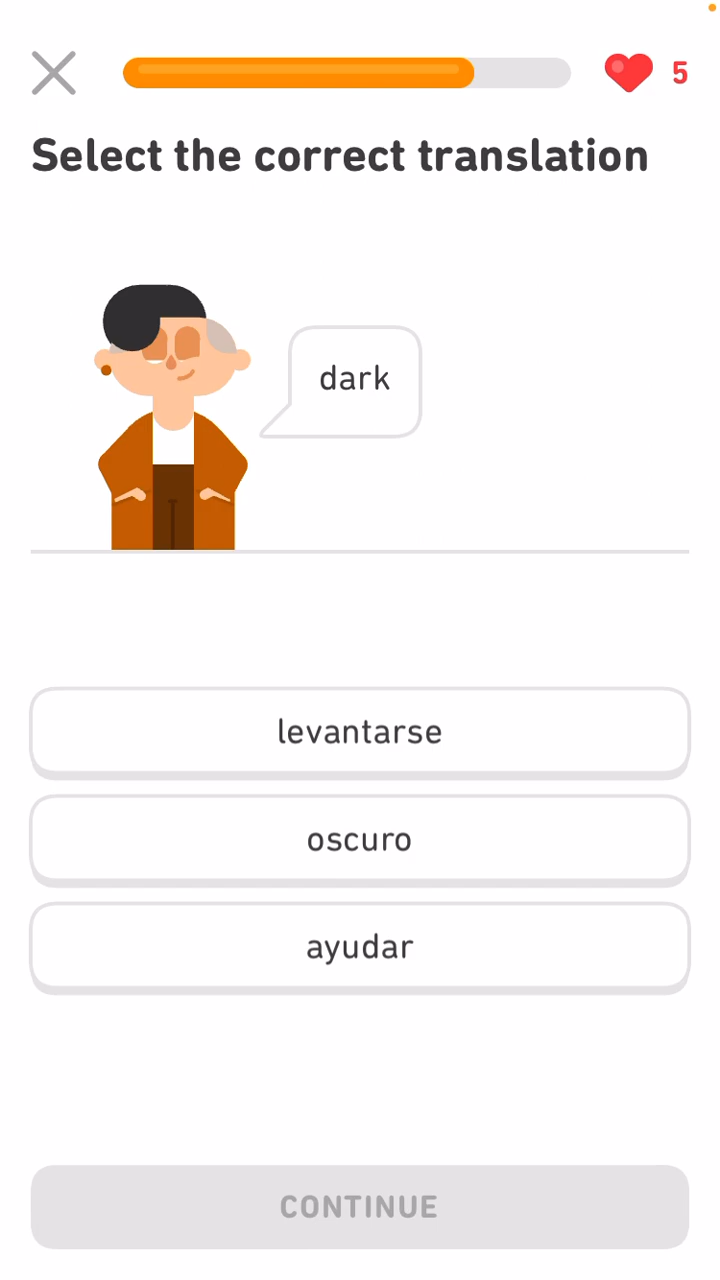 5
Select the correct translation
dark
levantarse
oscuro
ayudar
CONTINUE